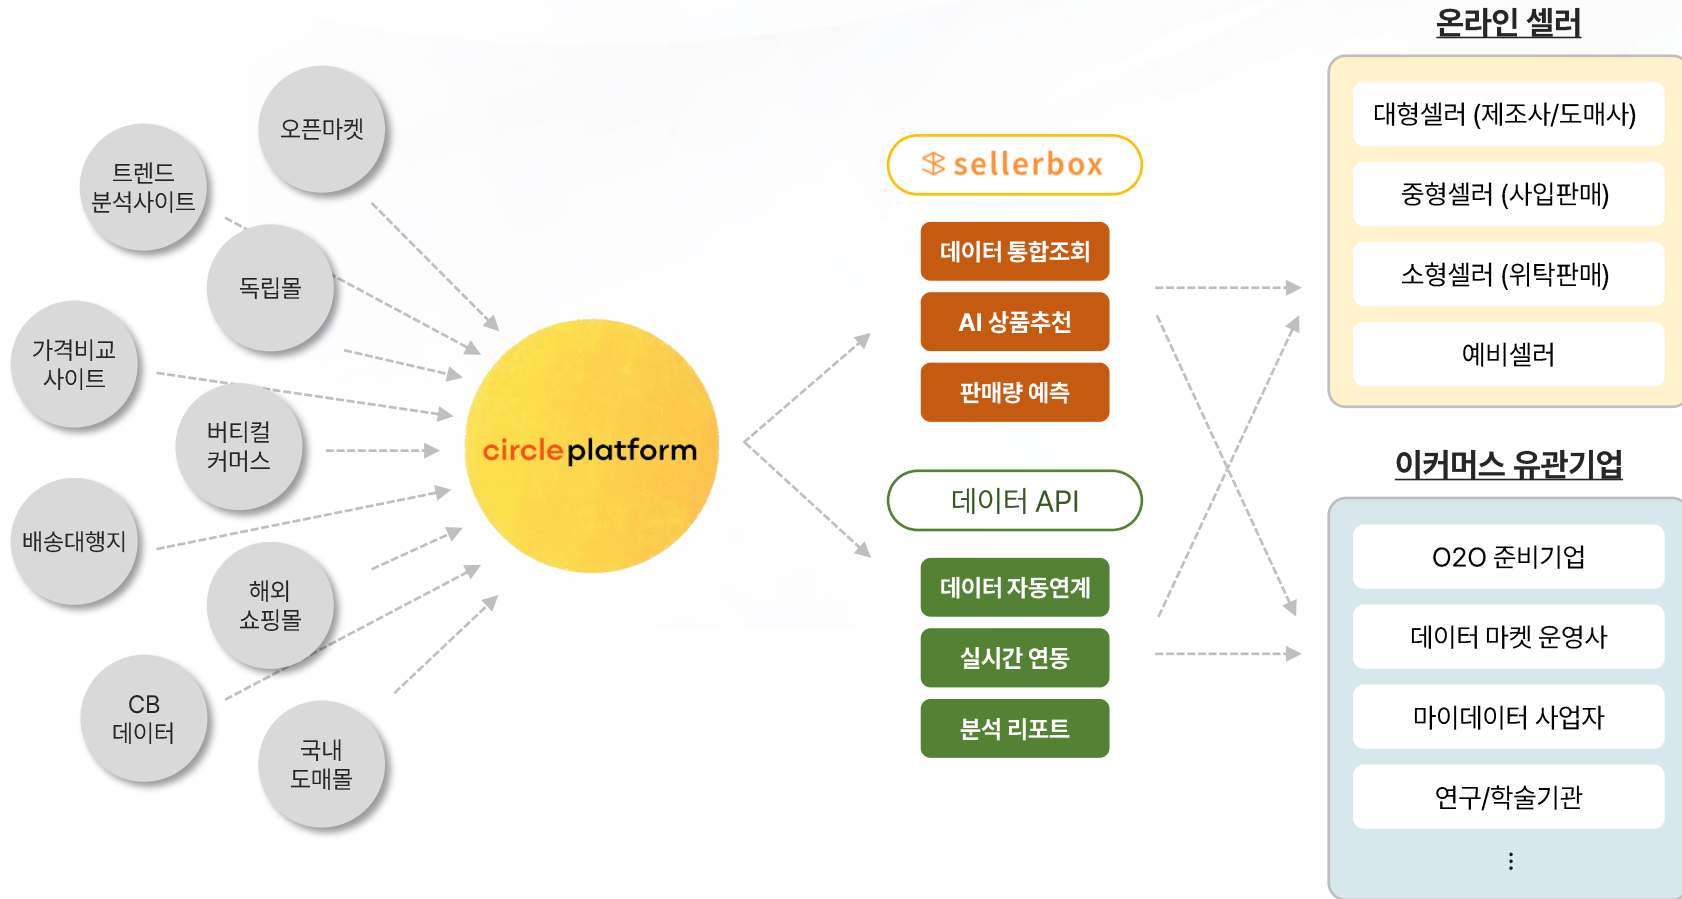 오픈마켓
트렌드
분석사이트
독립몰
가격비교
사이트
버티컬
커머스
배송대행지
해외
쇼핑몰
CB
데이터
국내
도매몰
circleplatform
sellerbox
데이터 통합조회
AI 상품추천
판매량 예측
데이터 API
데이터 자동연계
실시간 연동
분석 리포트
온라인 셀러
대형셀러 (제조사/도매사)
중형셀러 (사입판매)
소형셀러 (위탁판매)
예비셀러
이커머스 유관기업
O2O 준비기업
데이터 마켓 운영사
마이데이터 사업자
연구/학술기관
⋮